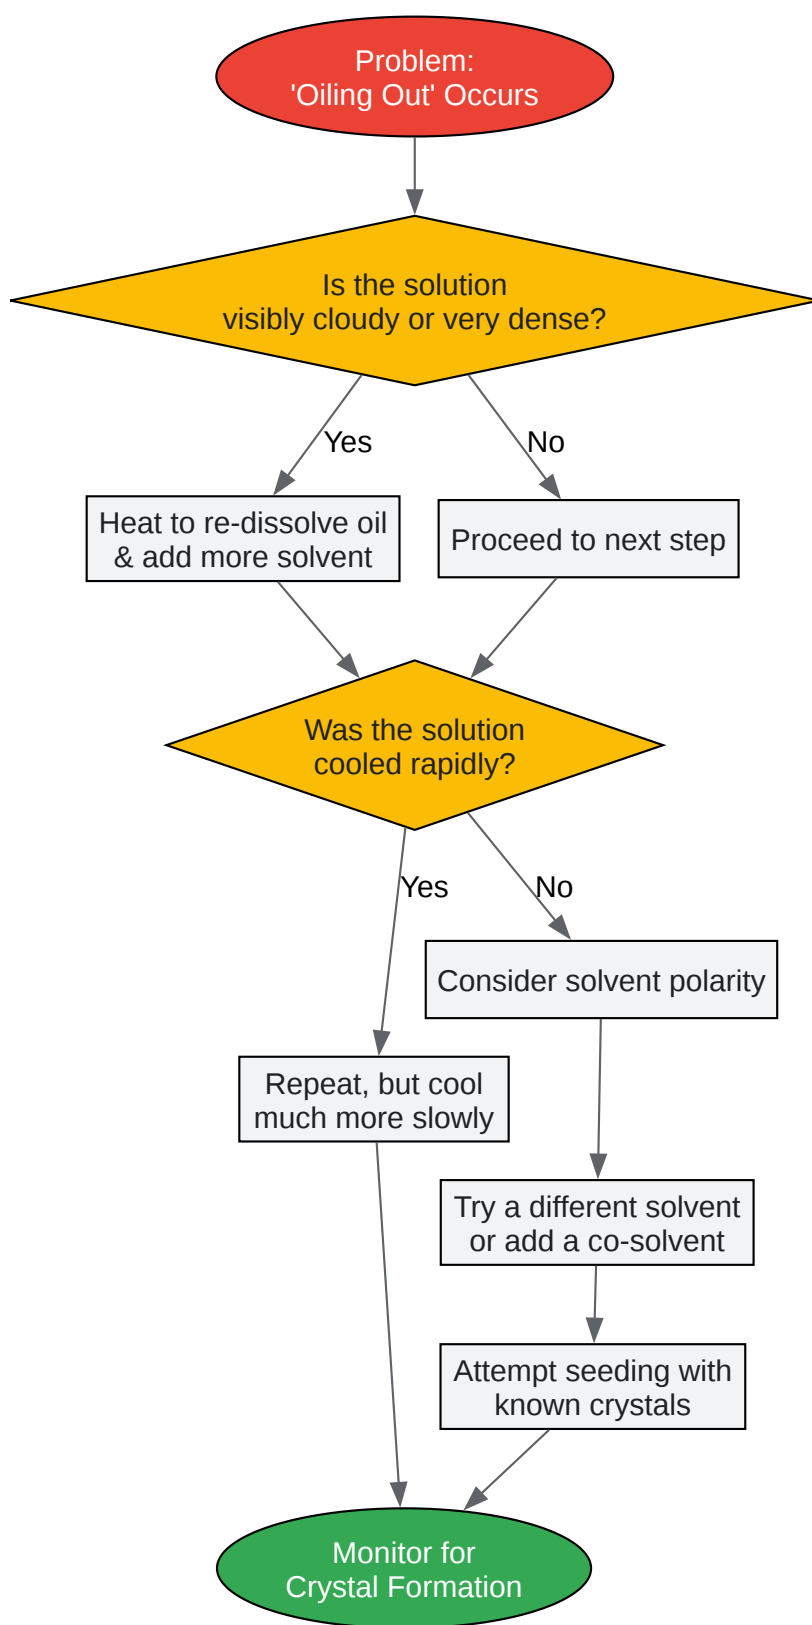 Problem:
'Oiling Out' Occurs
Is the solution
visibly cloudy or very dense?
Yes
No
Heat to re-dissolve oil
& add more solvent
Proceed to next step
Was the solution
cooled rapidly?
Yes
No
Consider solvent polarity
Repeat, but cool
much more slowly
Try a different solvent
or add a co-solvent
Attempt seeding with
known crystals
Monitor for
Crystal Formation